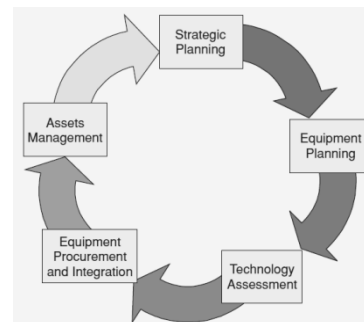 Strategic
Planning
Equipment
Planning
Technology
Assessment
Equipment
Procurement
and Integration
Assets
Management